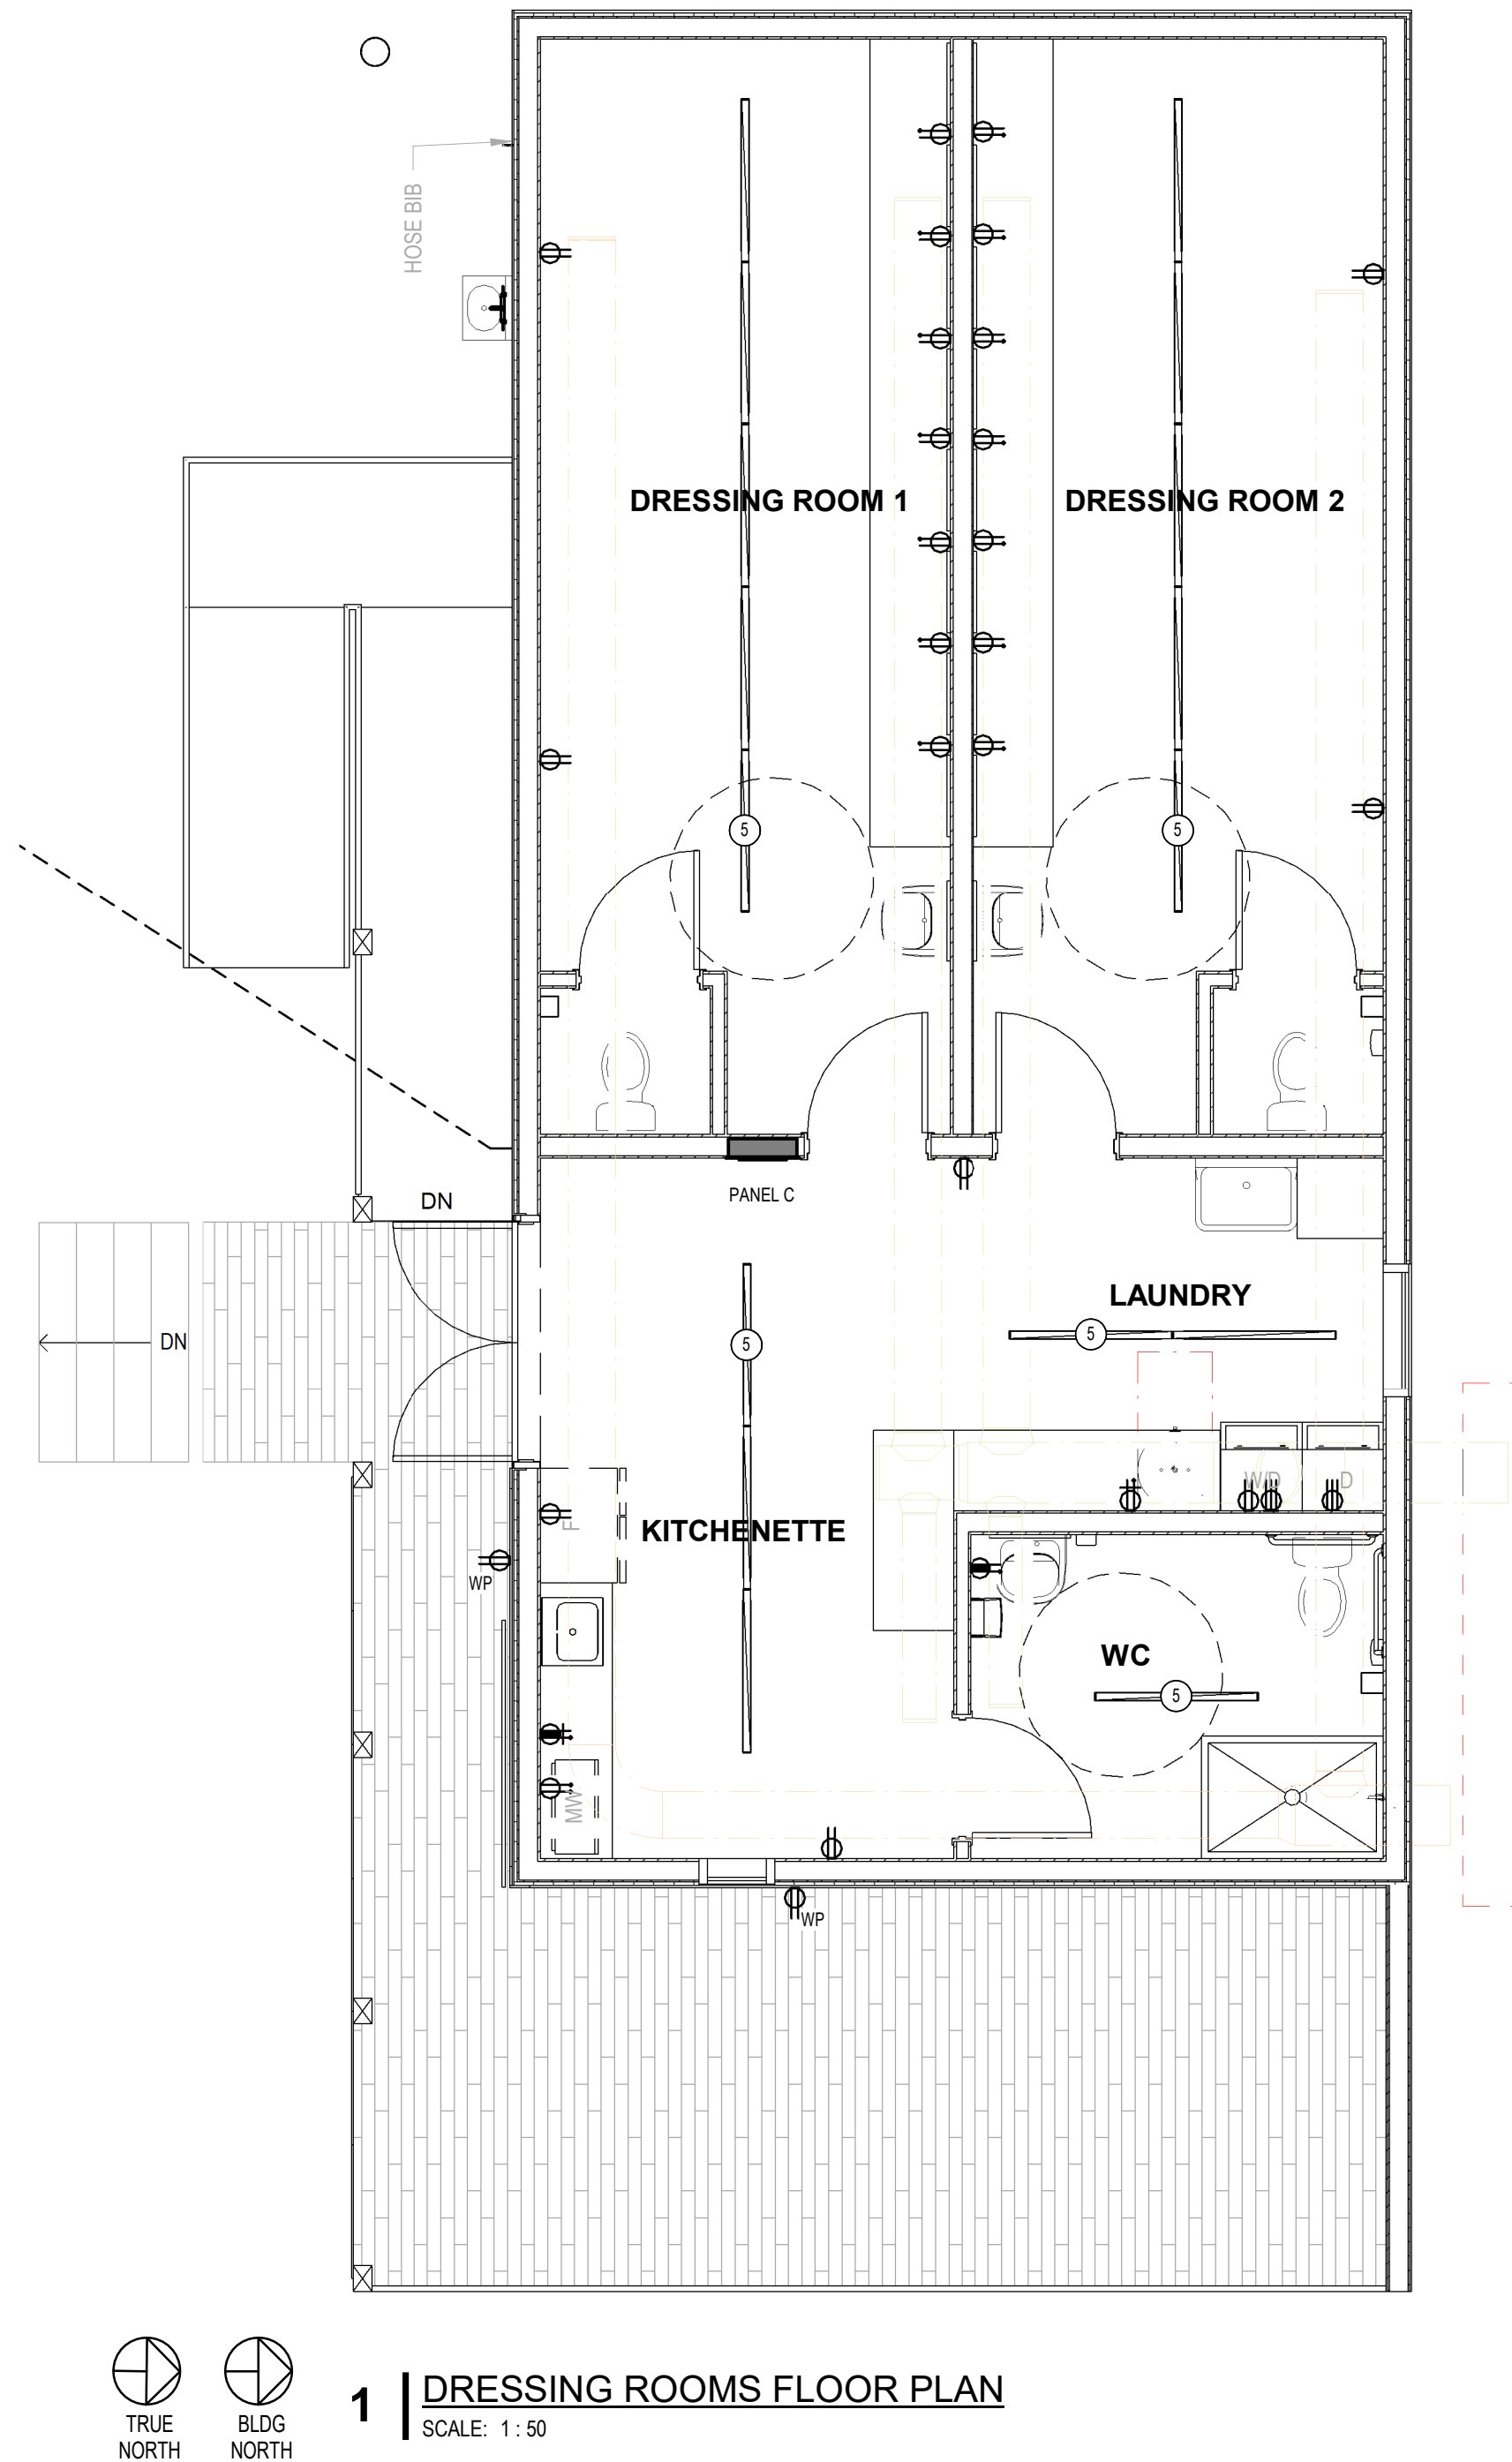 HOSE BIB
DRESSING ROOM 1
DRESSING ROOM 2
5
5
PANEL C
DN
DN
LAUNDRY
5
5
W/D
D
F
KITCHENETTE
WP
WC
5
MW
WP
TRUE
NORTH
BLDG
NORTH
1
DRESSING ROOMS FLOOR PLAN
SCALE: 1 : 50